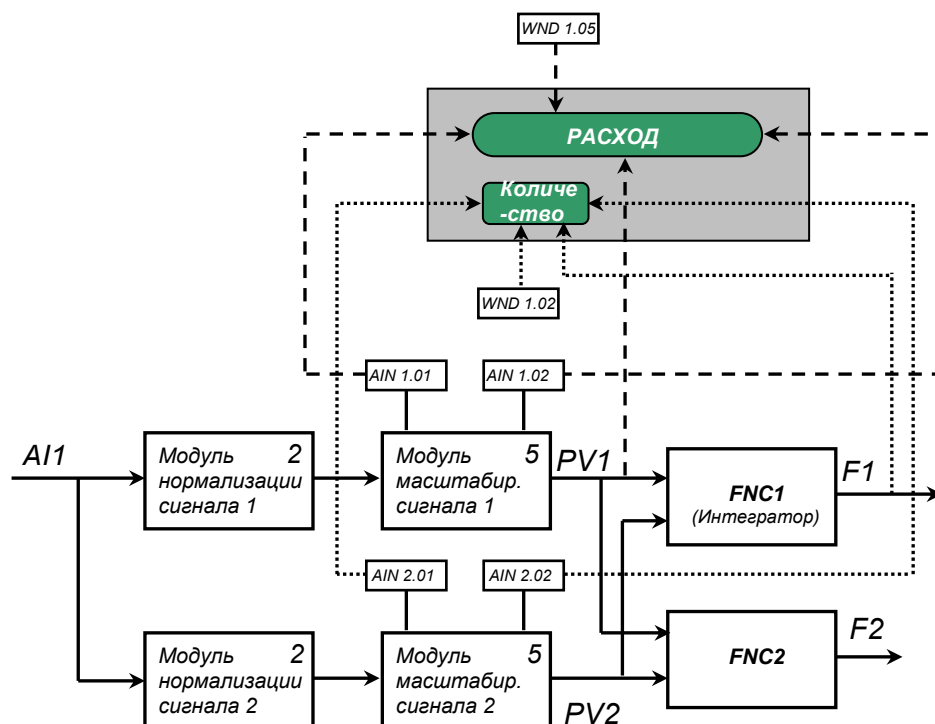 WND 1.05
РАСХОД
Количе
-ство
WND 1.02
AIN 1.01
AIN 1.02
AI1
Модуль 2
нормализации
сигнала 1
Модуль 5
масштабир.
сигнала 1
PV1
FNC1
(Интегратор)
F1
AIN 2.01
AIN 2.02
Модуль 2
нормализации
сигнала 2
Модуль 5
масштабир.
сигнала 2
PV2
FNC2
F2